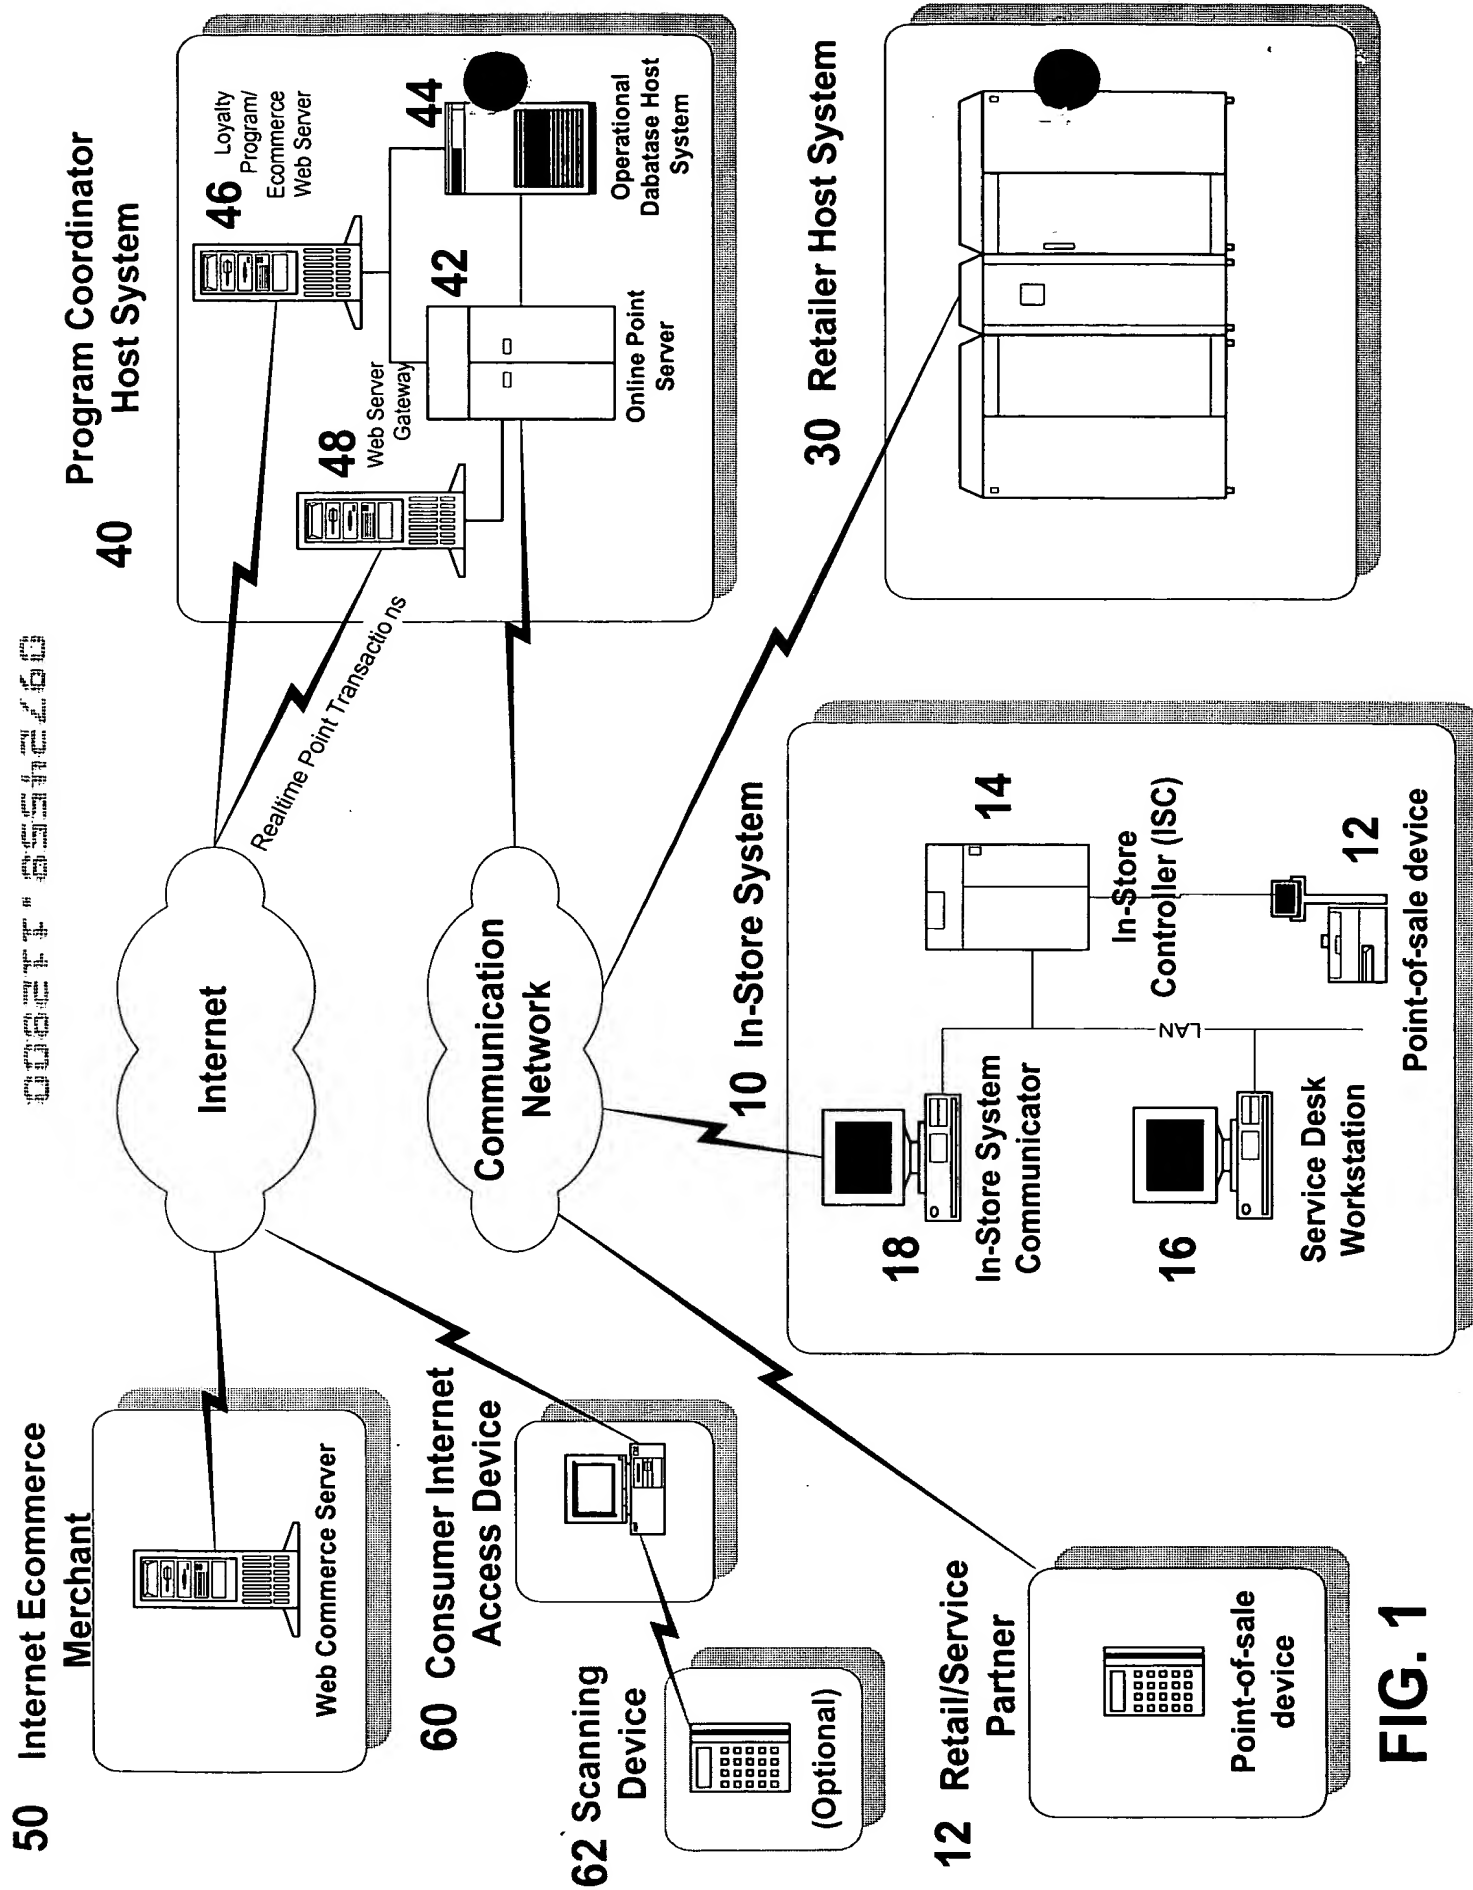 09724558.112800
50 Internet Ecommerce
Merchant
Web Commerce Server
60 Consumer Internet
Access Device
62 Scanning
Device
(Optional)
12 Retail/Service
Partner
Point-of-sale
device
Internet
Communication
Network
Realtime Point Transactions
40
Program Coordinator
Host System
46
Loyalty
Program/
Ecommerce
Web Server
48
Web Server
Gateway
42
Online Point
Server
44
Operational
Dabatase Host
System
10 In-Store System
18
In-Store System
Communicator
14
In-Store
Controller (ISC)
LAN
16
Service Desk
Workstation
12
Point-of-sale device
30 Retailer Host System
FIG. 1